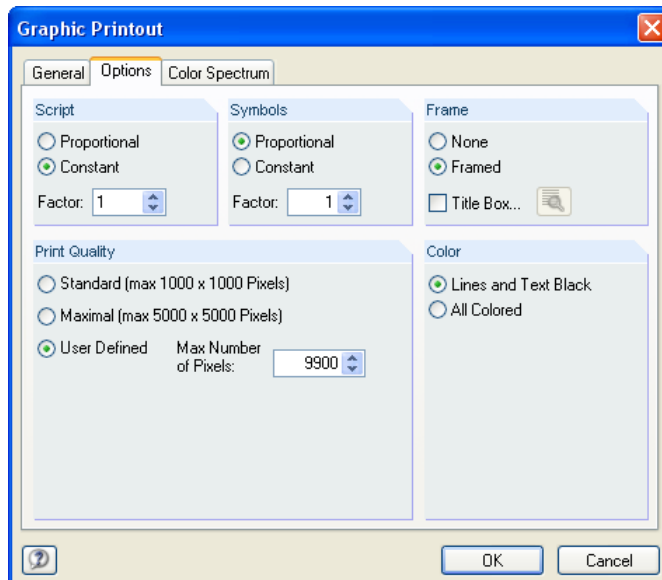 Graphic Printout
General Options Color Spectrum
Script
Proportional
Constant
Factor: 1
Symbols
Proportional
Constant
Factor: 1
Frame
None
Framed
Title Box...
Print Quality
Standard (max 1000 x 1000 Pixels)
Maximal (max 5000 x 5000 Pixels)
User Defined
Max Number
of Pixels: 9900
Color
Lines and Text Black
All Colored
OK Cancel